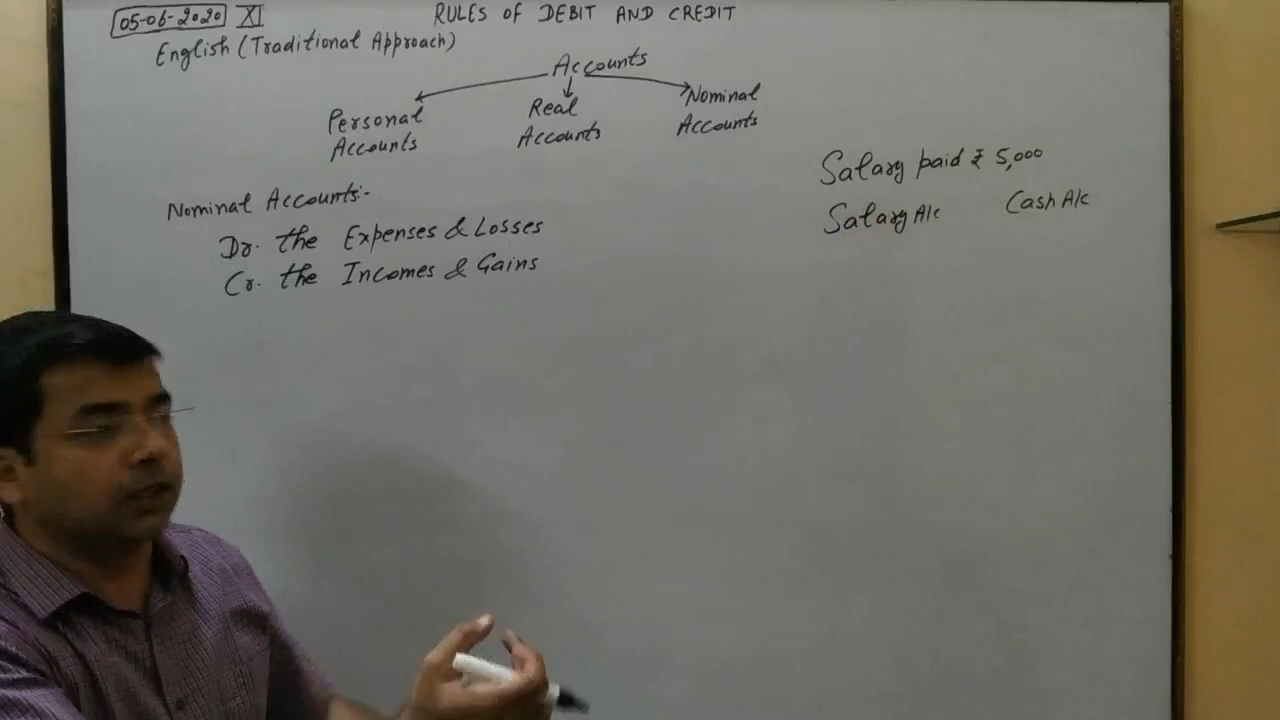 05-06-2020 XI RULES OF DEBIT AND CREDIT
English (Traditional Approach)
Accounts
Personal Accounts
Real Accounts
Nominal Accounts
Nominal Accounts:-
Dr. the Expenses & Losses
Cr. the Incomes & Gains
Salary paid ₹ 5,000
Salary A/c Cash A/c